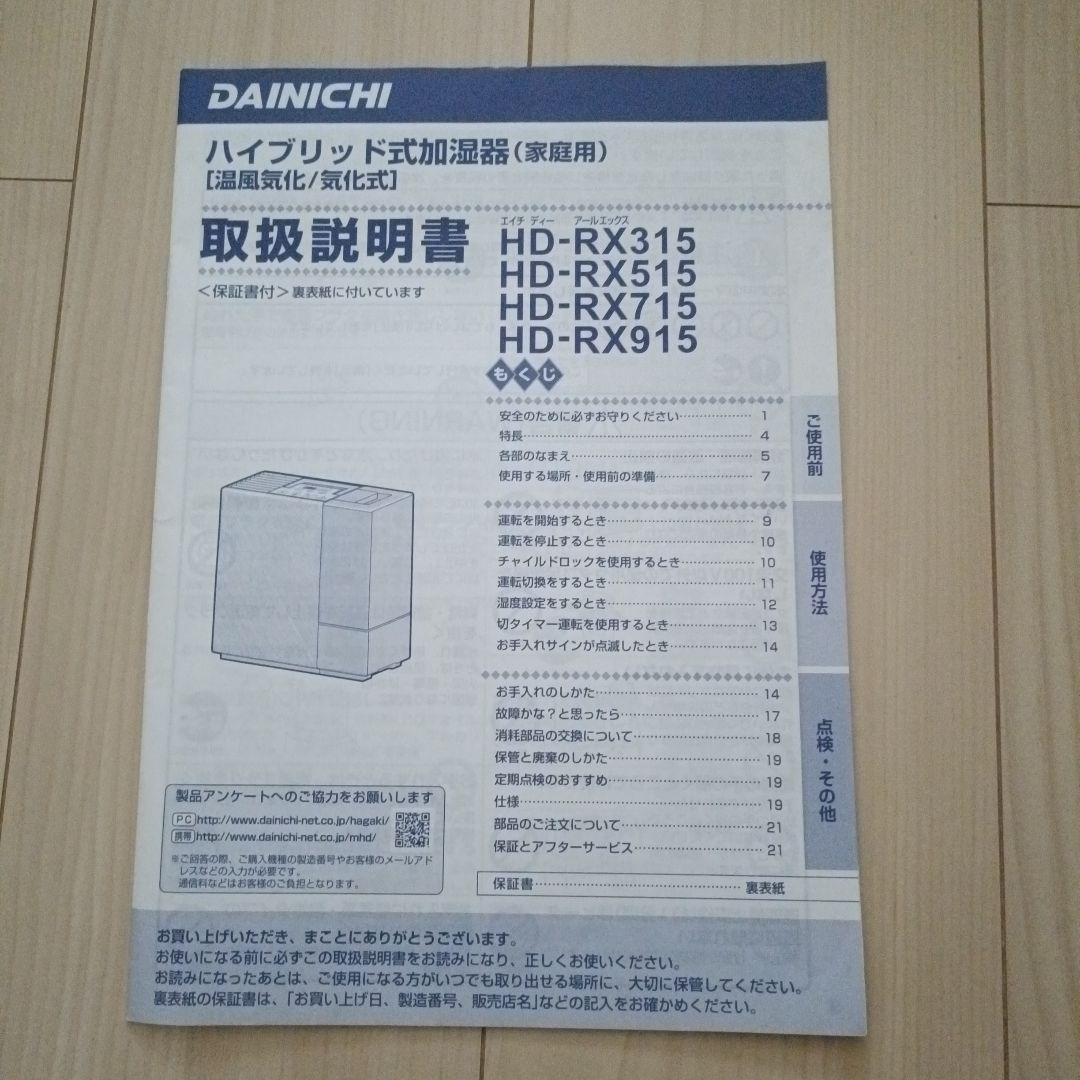 DAINICHI
ハイブリッド式加湿器(家庭用)
[温風気化/気化式]
取扱説明書
<保証書付>裏表紙に付いています
エイチ ディー アールエックス
HD-RX315
HD-RX515
HD-RX715
HD-RX915
もくじ
安全のために必ずお守りください………………1
特長………………4
各部のなまえ………………5
使用する場所・使用前の準備………………7
ご使用前
運転を開始するとき………………9
運転を停止するとき………………10
チャイルドロックを使用するとき………………10
運転切換をするとき………………11
湿度設定をするとき………………12
切タイマー運転を使用するとき………………13
お手入れサインが点滅したとき………………14
使用方法
お手入れのしかた………………14
故障かな?と思ったら………………17
消耗部品の交換について………………18
保管と廃棄のしかた………………19
定期点検のおすすめ………………19
仕様………………19
部品のご注文について………………21
保証とアフターサービス………………21
点検・その他
保証書………………裏表紙
製品アンケートへのご協力をお願いします
PC http://www.dainichi-net.co.jp/hagaki/
携帯 http://www.dainichi-net.co.jp/mhd/
※ご回答の際、ご購入機種の製造番号やお客様のメールアド
レスなどの入力が必要です。
通信料などはお客様のご負担となります。
お買い上げいただき、まことにありがとうございます。
お使いになる前に必ずこの取扱説明書をお読みになり、正しくお使いください。
お読みになったあとは、ご使用になる方がいつでも取り出せる場所に、大切に保管してください。
裏表紙の保証書は、「お買い上げ日、製造番号、販売店名」などの記入をお確かめください。